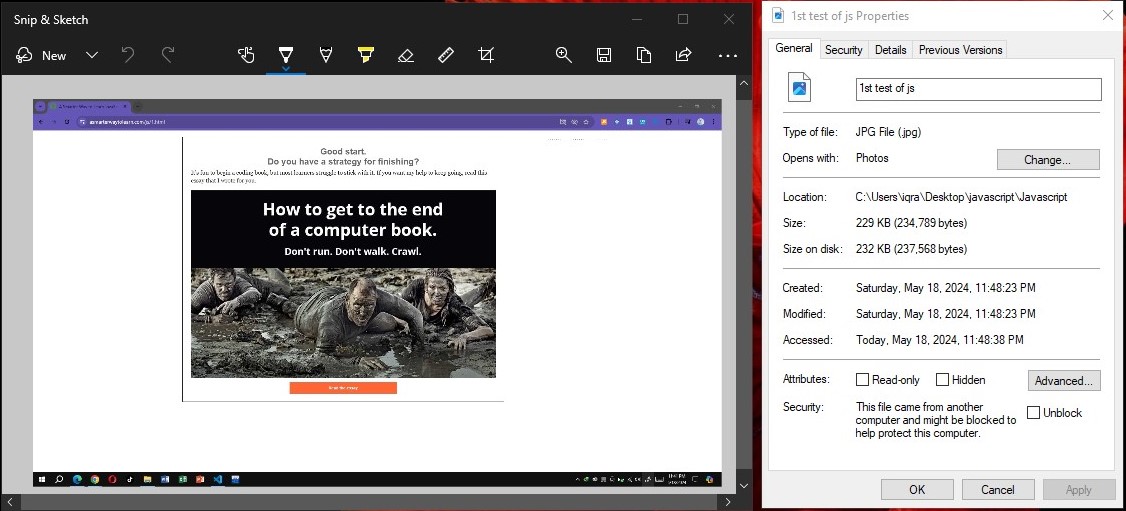 Snip & Sketch
New
asmarterwaytolearn.com/js/1.html
Good start.
Do you have a strategy for finishing?
It's fun to begin a coding book, but most learners struggle to stick with it. If you want my help to keep going, read this
essay that I wrote for you.
How to get to the end
of a computer book.
Don't run. Don't walk. Crawl.
1st test of js Properties
General
Security
Details
Previous Versions
1st test of js
Type of file:
JPG File (.jpg)
Opens with:
Photos
Change...
Location:
C:\Users\iqra\Desktop\javascript\Javascript
Size:
229 KB (234,789 bytes)
Size on disk:
232 KB (237,568 bytes)
Created:
Saturday, May 18, 2024, 11:48:23 PM
Modified:
Saturday, May 18, 2024, 11:48:23 PM
Accessed:
Today, May 18, 2024, 11:48:38 PM
Attributes:
Read-only
Hidden
Advanced...
Security:
This file came from another
computer and might be blocked to
help protect this computer.
Unblock
OK
Cancel
Apply